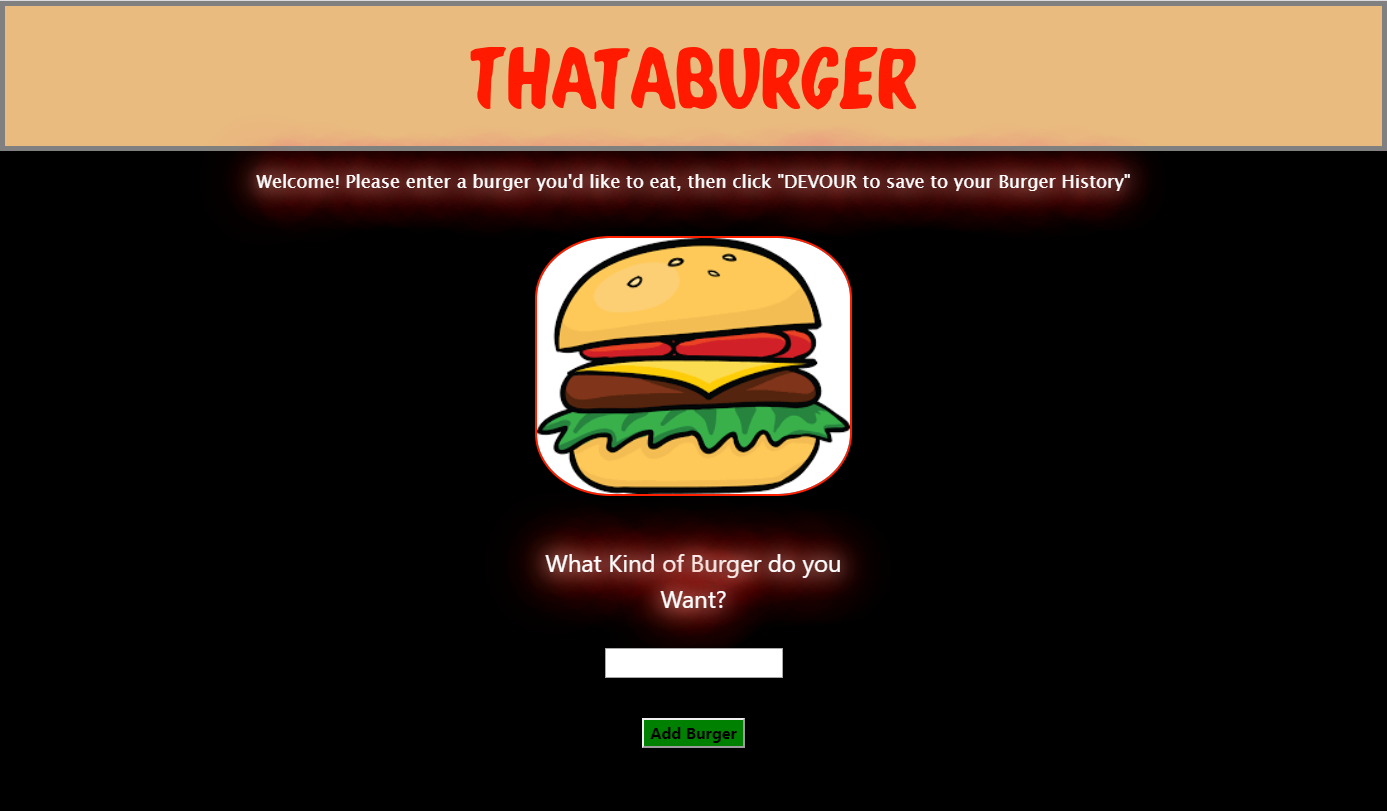 THATABURGER
Welcome! Please enter a burger you'd like to eat, then click "DEVOUR to save to your Burger History"
What Kind of Burger do you
Want?
Add Burger